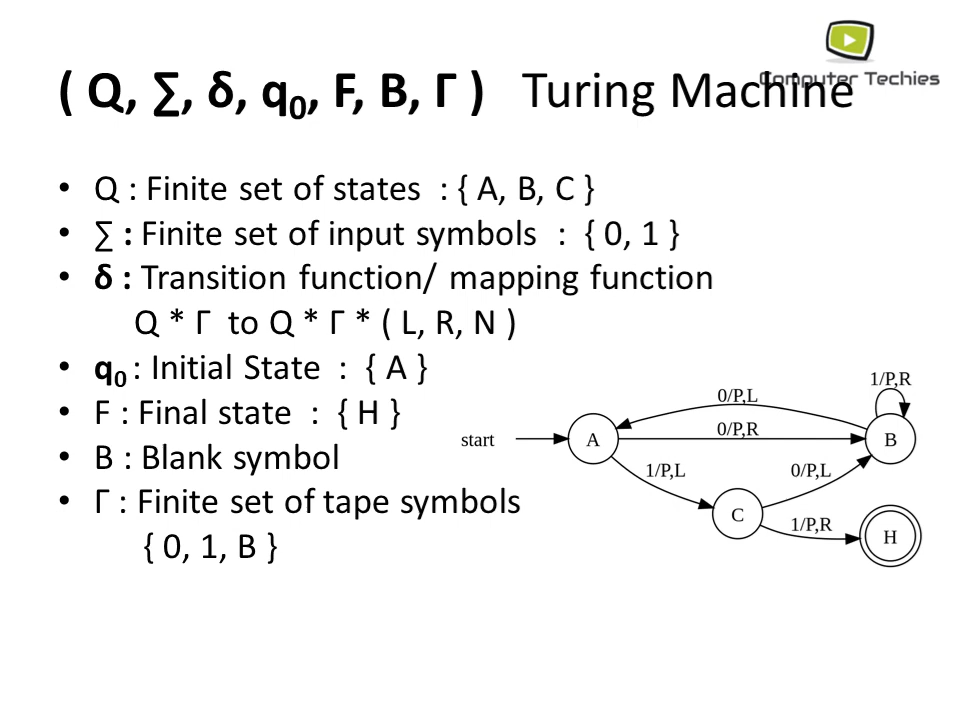 Computer Techies
( Q, ∑, δ, q₀, F, B, Γ ) Turing Machine
• Q : Finite set of states : { A, B, C }
• ∑ : Finite set of input symbols : { 0, 1 }
• δ : Transition function/ mapping function
Q * Γ to Q * Γ * ( L, R, N )
• q₀ : Initial State : { A }
• F : Final state : { H }
• B : Blank symbol
• Γ : Finite set of tape symbols
{ 0, 1, B }
1/P,R
0/P,L
0/P,R
start
A
B
1/P,L
0/P,L
C
1/P,R
H